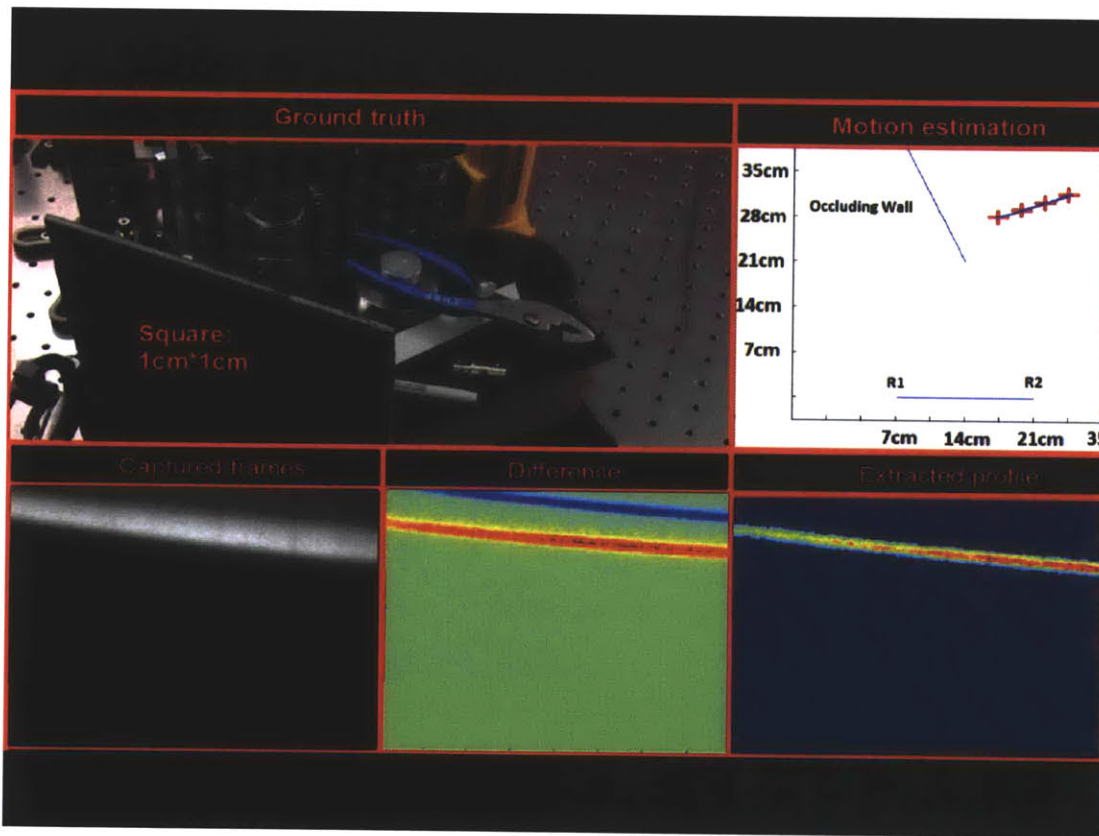 Ground truth
Motion estimation
Square:
1cm*1cm
35cm
28cm
21cm
14cm
7cm
Occluding Wall
R1 R2
7cm 14cm 21cm
Captured frames
Difference
Extracted profile